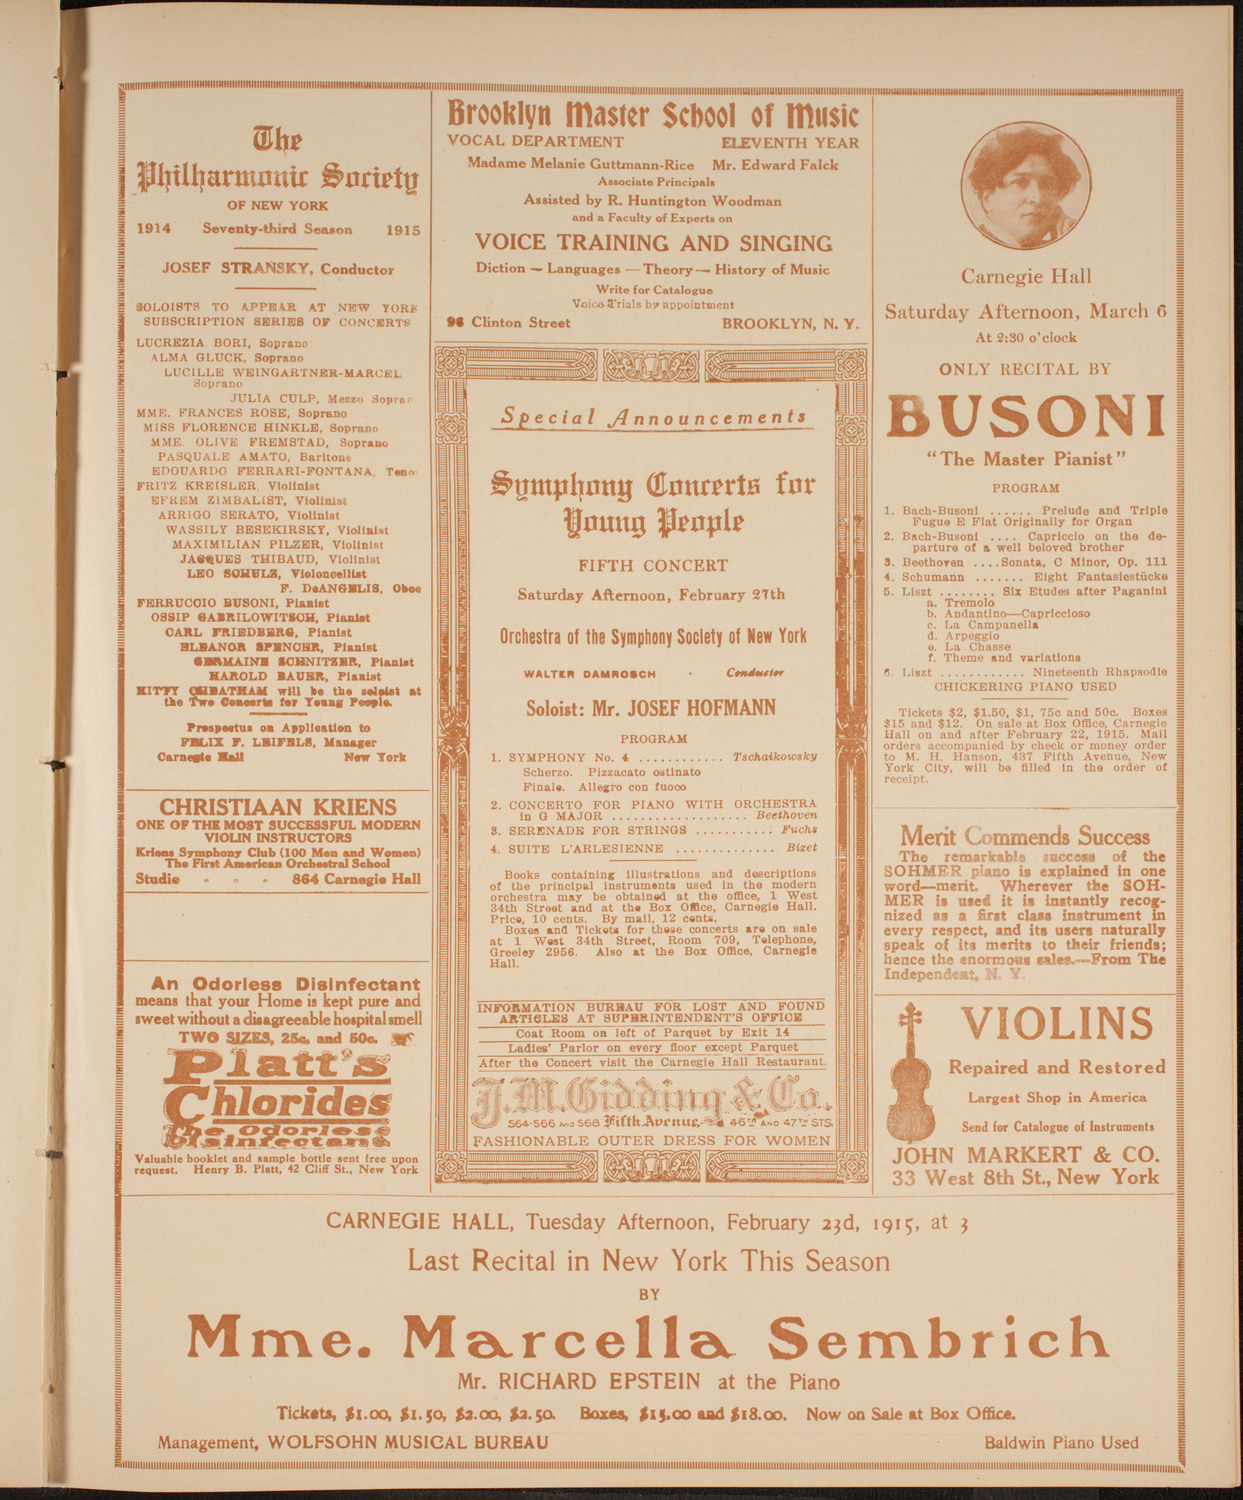 The
Philharmonic Society
OF NEW YORK
1914 Seventy-third Season 1915
JOSEF STRANSKY, Conductor
SOLOISTS TO APPEAR AT NEW YORK
SUBSCRIPTION SERIES OF CONCERTS
LUCREZIA BORI, Soprano
ALMA GLUCK, Soprano
LUCILLE WEINGARTNER-MARCEL
Soprano
JULIA CULP, Mezzo Sopra
MME. FRANCES ROSE, Soprano
MISS FLORENCE HINKLE, Soprano
MME. OLIVE FREMSTAD, Soprano
PASQUALE AMATO, Baritone
EDOUARDO FERRARI-FONTANA, Teno
FRITZ KREISLER, Violinist
EFREM ZIMBALIST, Violinist
ARRIGO SERATO, Violinist
WASSILY BESEKIRSKY, Violinist
MAXIMILIAN PILZER, Violinist
JACQUES THIBAUD, Violinist
LEO SCHULZ, Violoncellist
F. DeANGELIS, Oboe
FERRUCCIO BUSONI, Pianist
OSSIP GABRILOWITSCH, Pianist
CARL FRIEDBERG, Pianist
ELEANOR SPENCER, Pianist
GERMAINE SCHNITZER, Pianist
HAROLD BAUER, Pianist
KITTY CHEATHAM will be the soloist at
the Two Concerts for Young People.
Prospectus on Application to
FELIX F. LEIFELS, Manager
Carnegie Hall New York
CHRISTIAAN KRIENS
ONE OF THE MOST SUCCESSFUL MODERN
VIOLIN INSTRUCTORS
Kriens Symphony Club (100 Men and Women)
The First American Orchestral School
Studio - - - 864 Carnegie Hall
An Odorless Disinfectant
means that your Home is kept pure and
sweet without a disagreeable hospital smell
TWO SIZES, 25c. and 50c.
Platt's
Chlorides
The Odorless
Disinfectant
Valuable booklet and sample bottle sent free upon
request. Henry B. Platt, 42 Cliff St., New York
Brooklyn Master School of Music
VOCAL DEPARTMENT ELEVENTH YEAR
Madame Melanie Guttmann-Rice Mr. Edward Falck
Associate Principals
Assisted by R. Huntington Woodman
and a Faculty of Experts on
VOICE TRAINING AND SINGING
Diction — Languages — Theory — History of Music
Write for Catalogue
Voice Trials by appointment
96 Clinton Street BROOKLYN, N. Y.
Special Announcements
Symphony Concerts for
Young People
FIFTH CONCERT
Saturday Afternoon, February 27th
Orchestra of the Symphony Society of New York
WALTER DAMROSCH - Conductor
Soloist: Mr. JOSEF HOFMANN
PROGRAM
1. SYMPHONY No. 4 ............ Tschaikowsky
Scherzo. Pizzacato ostinato
Finale. Allegro con fuoco
2. CONCERTO FOR PIANO WITH ORCHESTRA
in G MAJOR .................. Beethoven
3. SERENADE FOR STRINGS ........... Fuchs
4. SUITE L'ARLESIENNE .............. Bizet
Books containing illustrations and descriptions
of the principal instruments used in the modern
orchestra may be obtained at the office, 1 West
34th Street and at the Box Office, Carnegie Hall.
Price, 10 cents. By mail, 12 cents.
Boxes and Tickets for these concerts are on sale
at 1 West 34th Street, Room 709, Telephone,
Greeley 2956. Also at the Box Office, Carnegie
Hall.
INFORMATION BUREAU FOR LOST AND FOUND
ARTICLES AT SUPERINTENDENT'S OFFICE
Coat Room on left of Parquet by Exit 14
Ladies' Parlor on every floor except Parquet
After the Concert visit the Carnegie Hall Restaurant.
J. M. Gidding & Co.
564-566 AND 568 Fifth Avenue, 46TH AND 47TH STS.
FASHIONABLE OUTER DRESS FOR WOMEN
Carnegie Hall
Saturday Afternoon, March 6
At 2:30 o'clock
ONLY RECITAL BY
BUSONI
"The Master Pianist"
PROGRAM
1. Bach-Busoni ...... Prelude and Triple
Fugue E Flat Originally for Organ
2. Bach-Busoni .... Capriccio on the de-
parture of a well beloved brother
3. Beethoven ....Sonata, C Minor, Op. 111
4. Schumann ....... Eight Fantasiestücke
5. Liszt ........ Six Etudes after Paganini
a. Tremolo
b. Andantino—Capriccioso
c. La Campanella
d. Arpeggio
e. La Chasse
f. Theme and variations
6. Liszt ............ Nineteenth Rhapsodie
CHICKERING PIANO USED
Tickets $2, $1.50, $1, 75c and 50c. Boxes
$15 and $12. On sale at Box Office, Carnegie
Hall on and after February 22, 1915. Mail
orders accompanied by check or money order
to M. H. Hanson, 437 Fifth Avenue, New
York City, will be filled in the order of
receipt.
Merit Commends Success
The remarkable success of the
SOHMER piano is explained in one
word—merit. Wherever the SOH-
MER is used it is instantly recog-
nized as a first class instrument in
every respect, and its users naturally
speak of its merits to their friends;
hence the enormous sales.—From The
Independent, N. Y.
VIOLINS
Repaired and Restored
Largest Shop in America
Send for Catalogue of Instruments
JOHN MARKERT & CO.
33 West 8th St., New York
CARNEGIE HALL, Tuesday Afternoon, February 23d, 1915, at 3
Last Recital in New York This Season
BY
Mme. Marcella Sembrich
Mr. RICHARD EPSTEIN at the Piano
Tickets, $1.00, $1.50, $2.00, $2.50. Boxes, $15.00 and $18.00. Now on Sale at Box Office.
Management, WOLFSOHN MUSICAL BUREAU Baldwin Piano Used